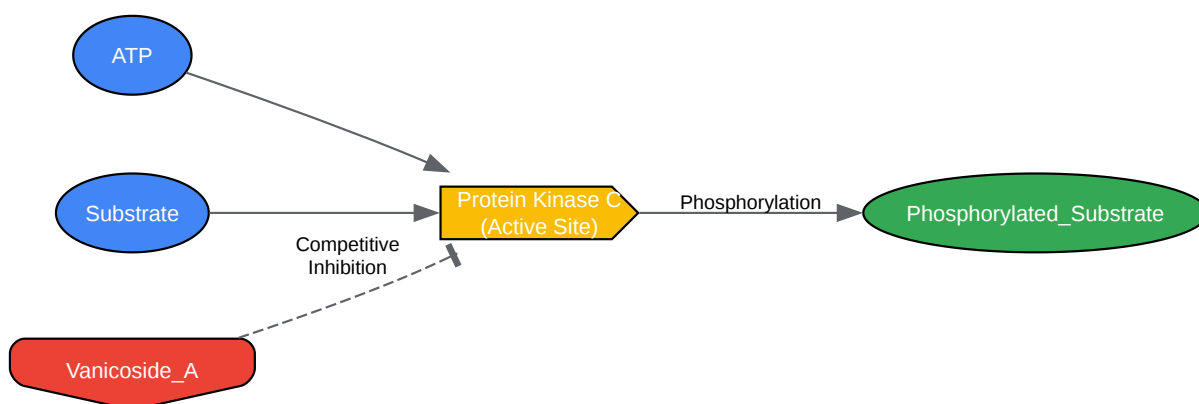 ATP
Substrate
Protein Kinase C
(Active Site)
Phosphorylation
Phosphorylated_Substrate
Competitive
Inhibition
Vanicoside_A